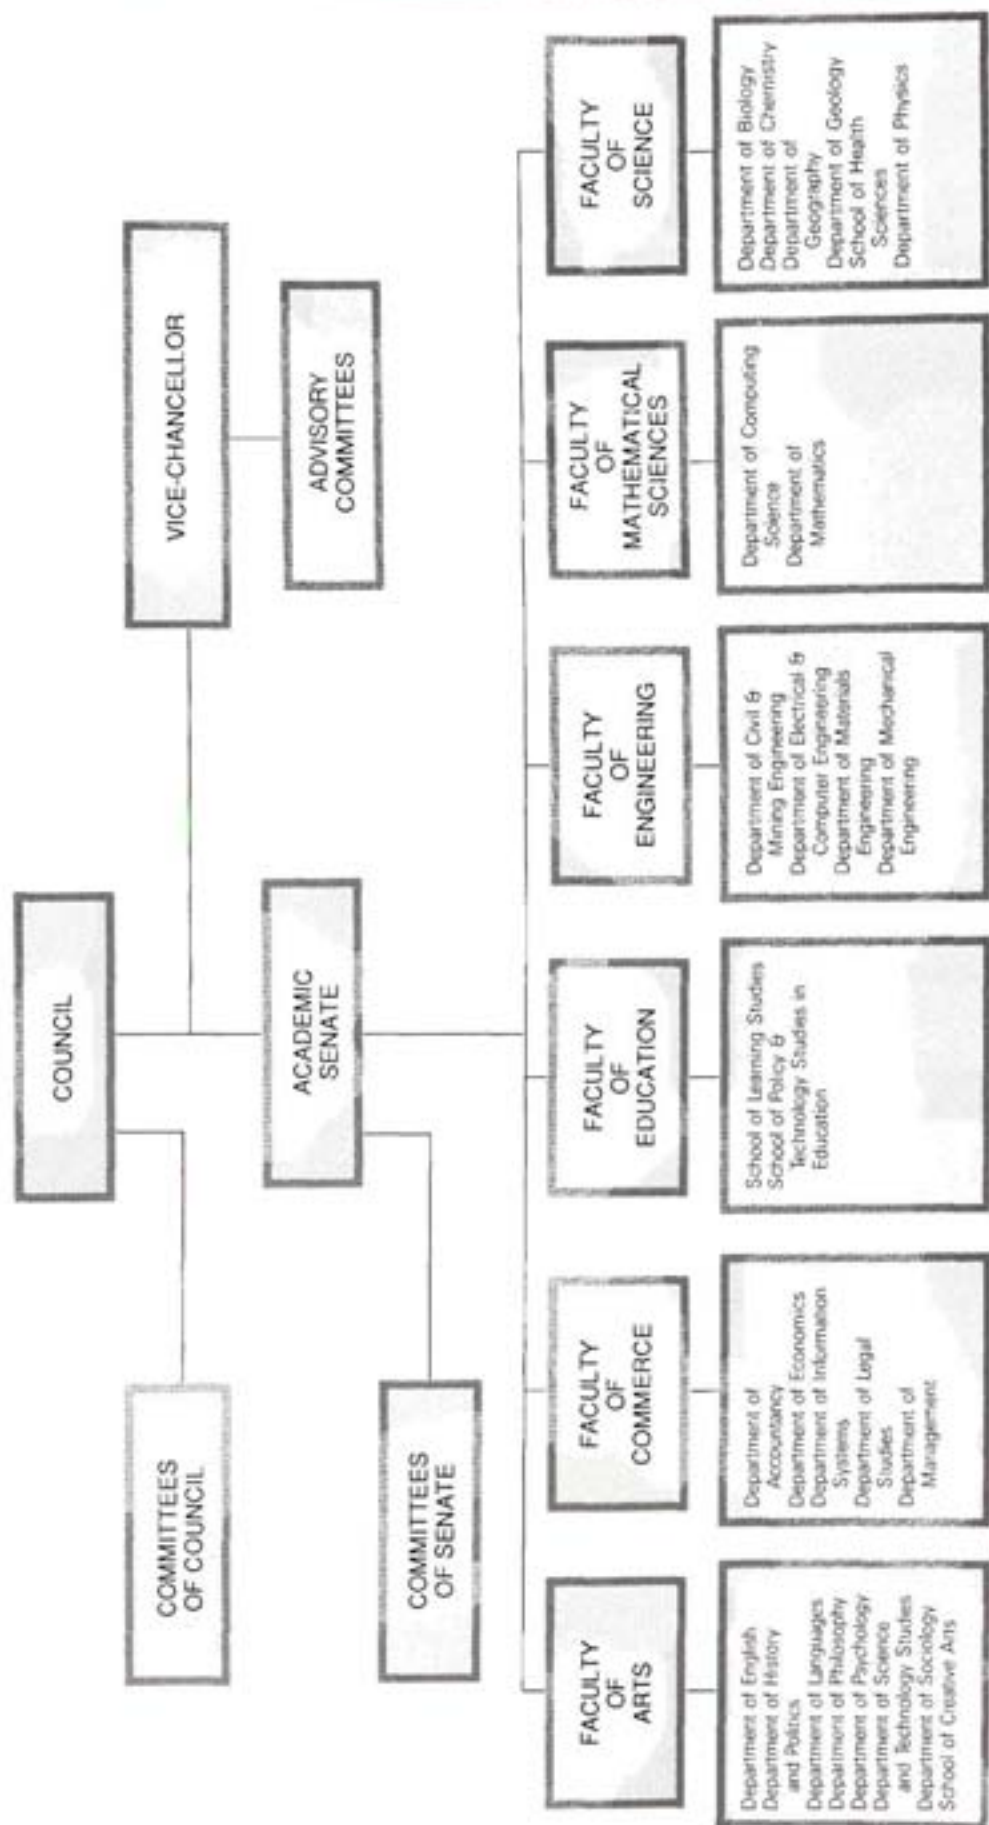 COUNCIL
VICE-CHANCELLOR
COMMITTEES
OF COUNCIL
ACADEMIC
SENATE
ADVISORY
COMMITTEES
COMMITTEES
OF SENATE
FACULTY
OF
ARTS
FACULTY
OF
COMMERCE
FACULTY
OF
EDUCATION
FACULTY
OF
ENGINEERING
FACULTY
OF
MATHEMATICAL
SCIENCES
FACULTY
OF
SCIENCE
Department of English
Department of History
and Politics
Department of Languages
Department of Philosophy
Department of Psychology
Department of Science
and Technology Studies
Department of Sociology
School of Creative Arts
Department of
Accountancy
Department of Economics
Department of Information
Systems
Department of Legal
Studies
Department of
Management
School of Learning Studies
School of Policy &
Technology Studies in
Education
Department of Civil &
Mining Engineering
Department of Electrical &
Computer Engineering
Department of Materials
Engineering
Department of Mechanical
Engineering
Department of Computing
Science
Department of
Mathematics
Department of Biology
Department of Chemistry
Department of
Geography
Department of Geology
School of Health
Sciences
Department of Physics